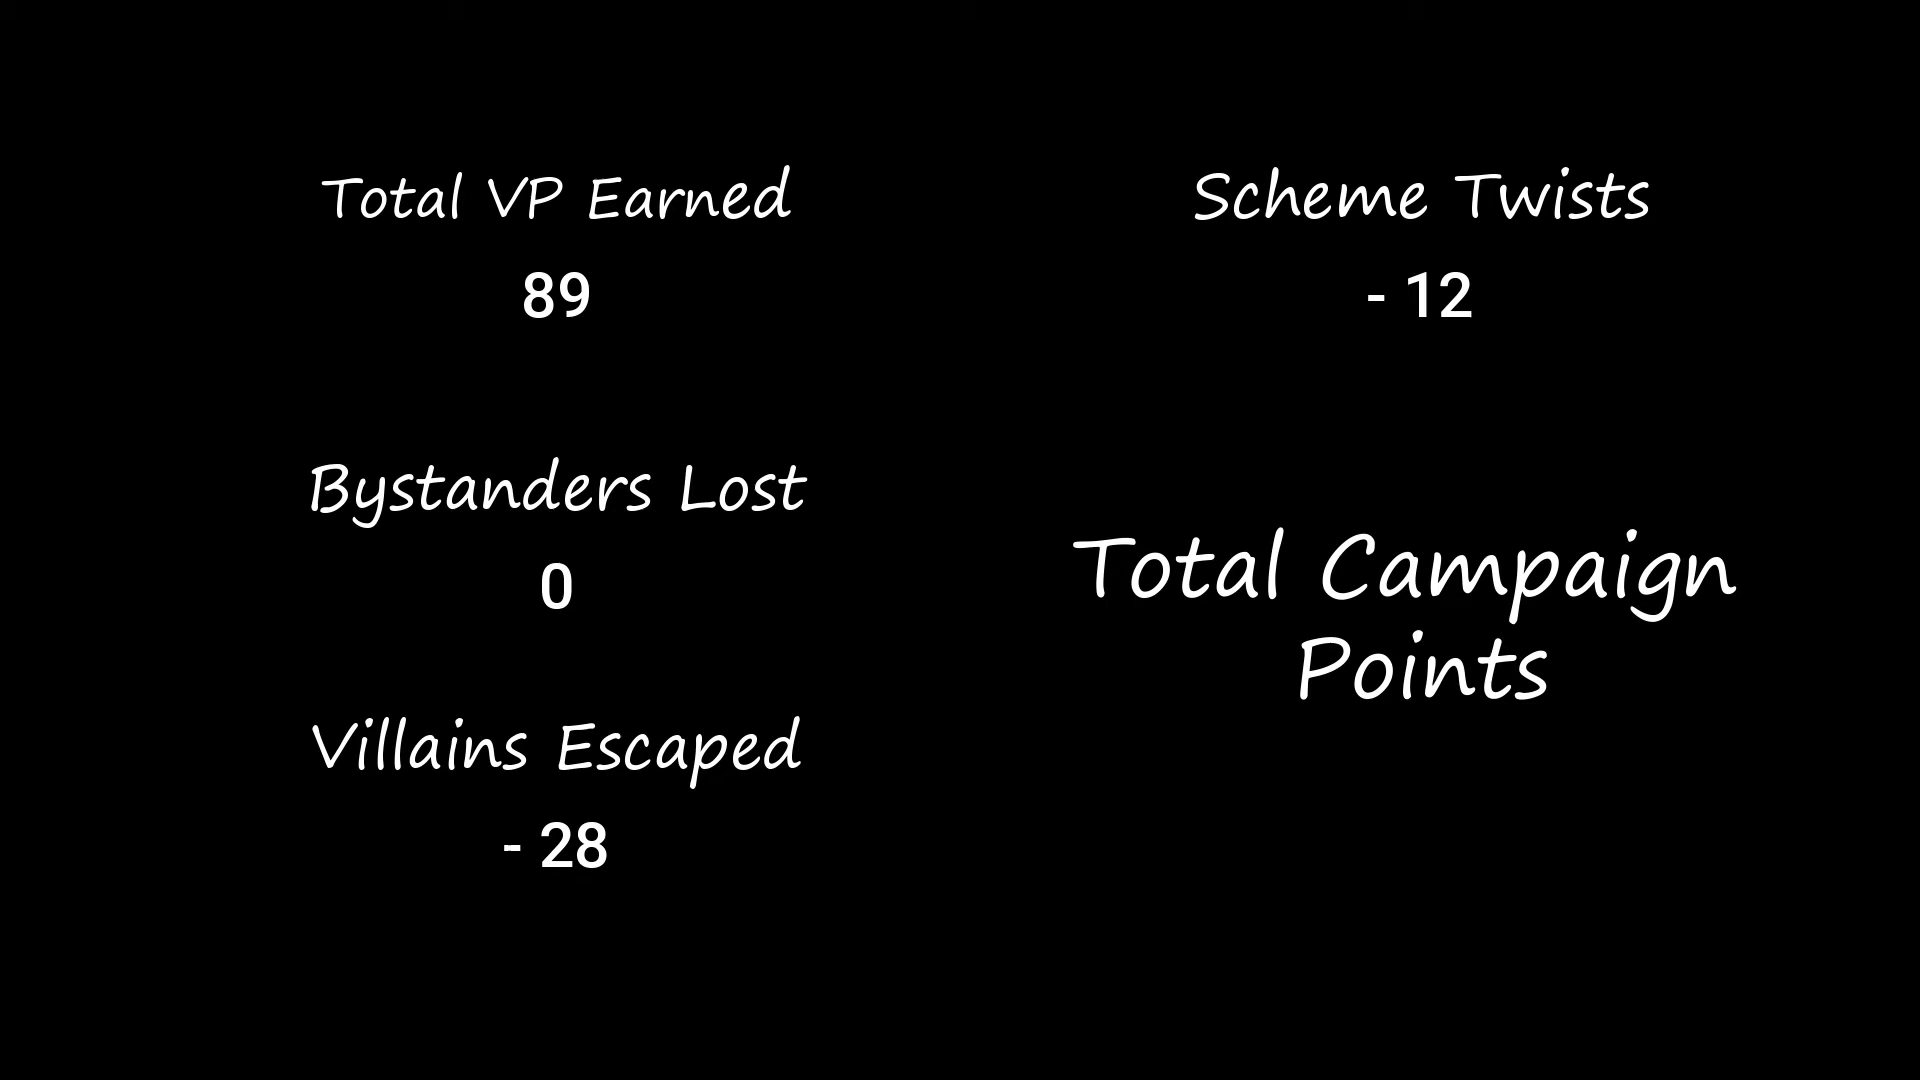 Total VP Earned
89
Bystanders Lost
0
Villains Escaped
- 28
Scheme Twists
- 12
Total Campaign
Points